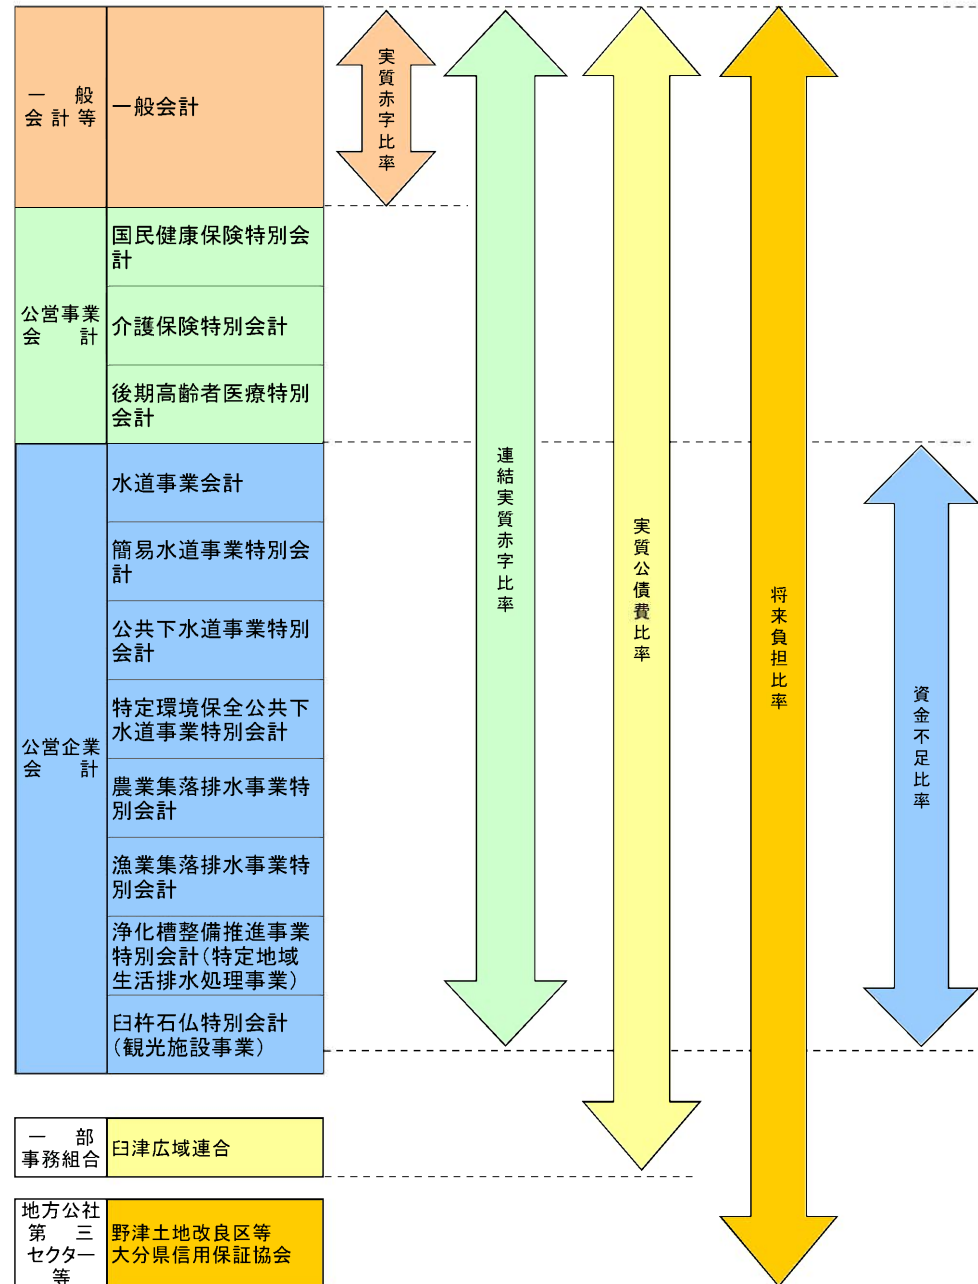 一般
会計等
一般会計
公営事業
会計
国民健康保険特別会
計
介護保険特別会計
後期高齢者医療特別
会計
公営企業
会計
水道事業会計
簡易水道事業特別会
計
公共下水道事業特別
会計
特定環境保全公共下
水道事業特別会計
農業集落排水事業特
別会計
漁業集落排水事業特
別会計
浄化槽整備推進事業
特別会計(特定地域
生活排水処理事業)
臼杵石仏特別会計
(観光施設事業)
一部
事務組合
臼津広域連合
地方公社
第三
セクター
等
野津土地改良区等
大分県信用保証協会
実質赤字比率
連結実質赤字比率
実質公債費比率
将来負担比率
資金不足比率